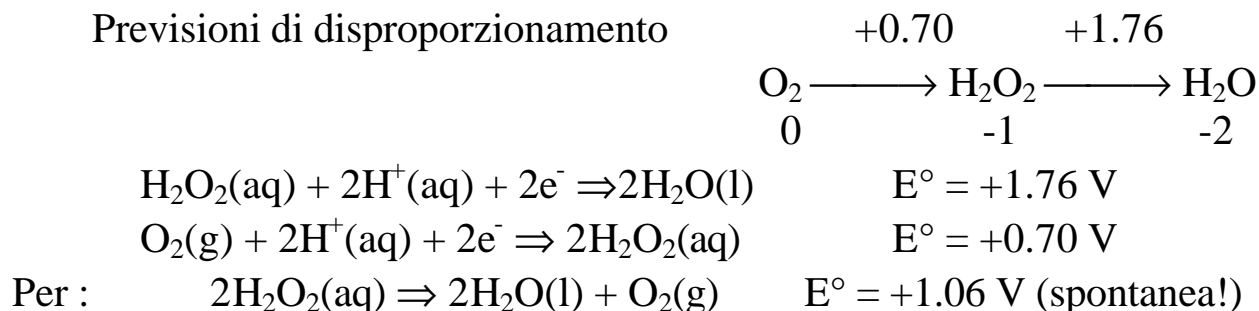 Previsioni di disproporzionamento +0.70 +1.76
O₂ ⟶ H₂O₂ ⟶ H₂O
0 -1 -2
H₂O₂(aq) + 2H⁺(aq) + 2e⁻ ⇒2H₂O(l) E° = +1.76 V
O₂(g) + 2H⁺(aq) + 2e⁻ ⇒ 2H₂O₂(aq) E° = +0.70 V
Per : 2H₂O₂(aq) ⇒ 2H₂O(l) + O₂(g) E° = +1.06 V (spontanea!)